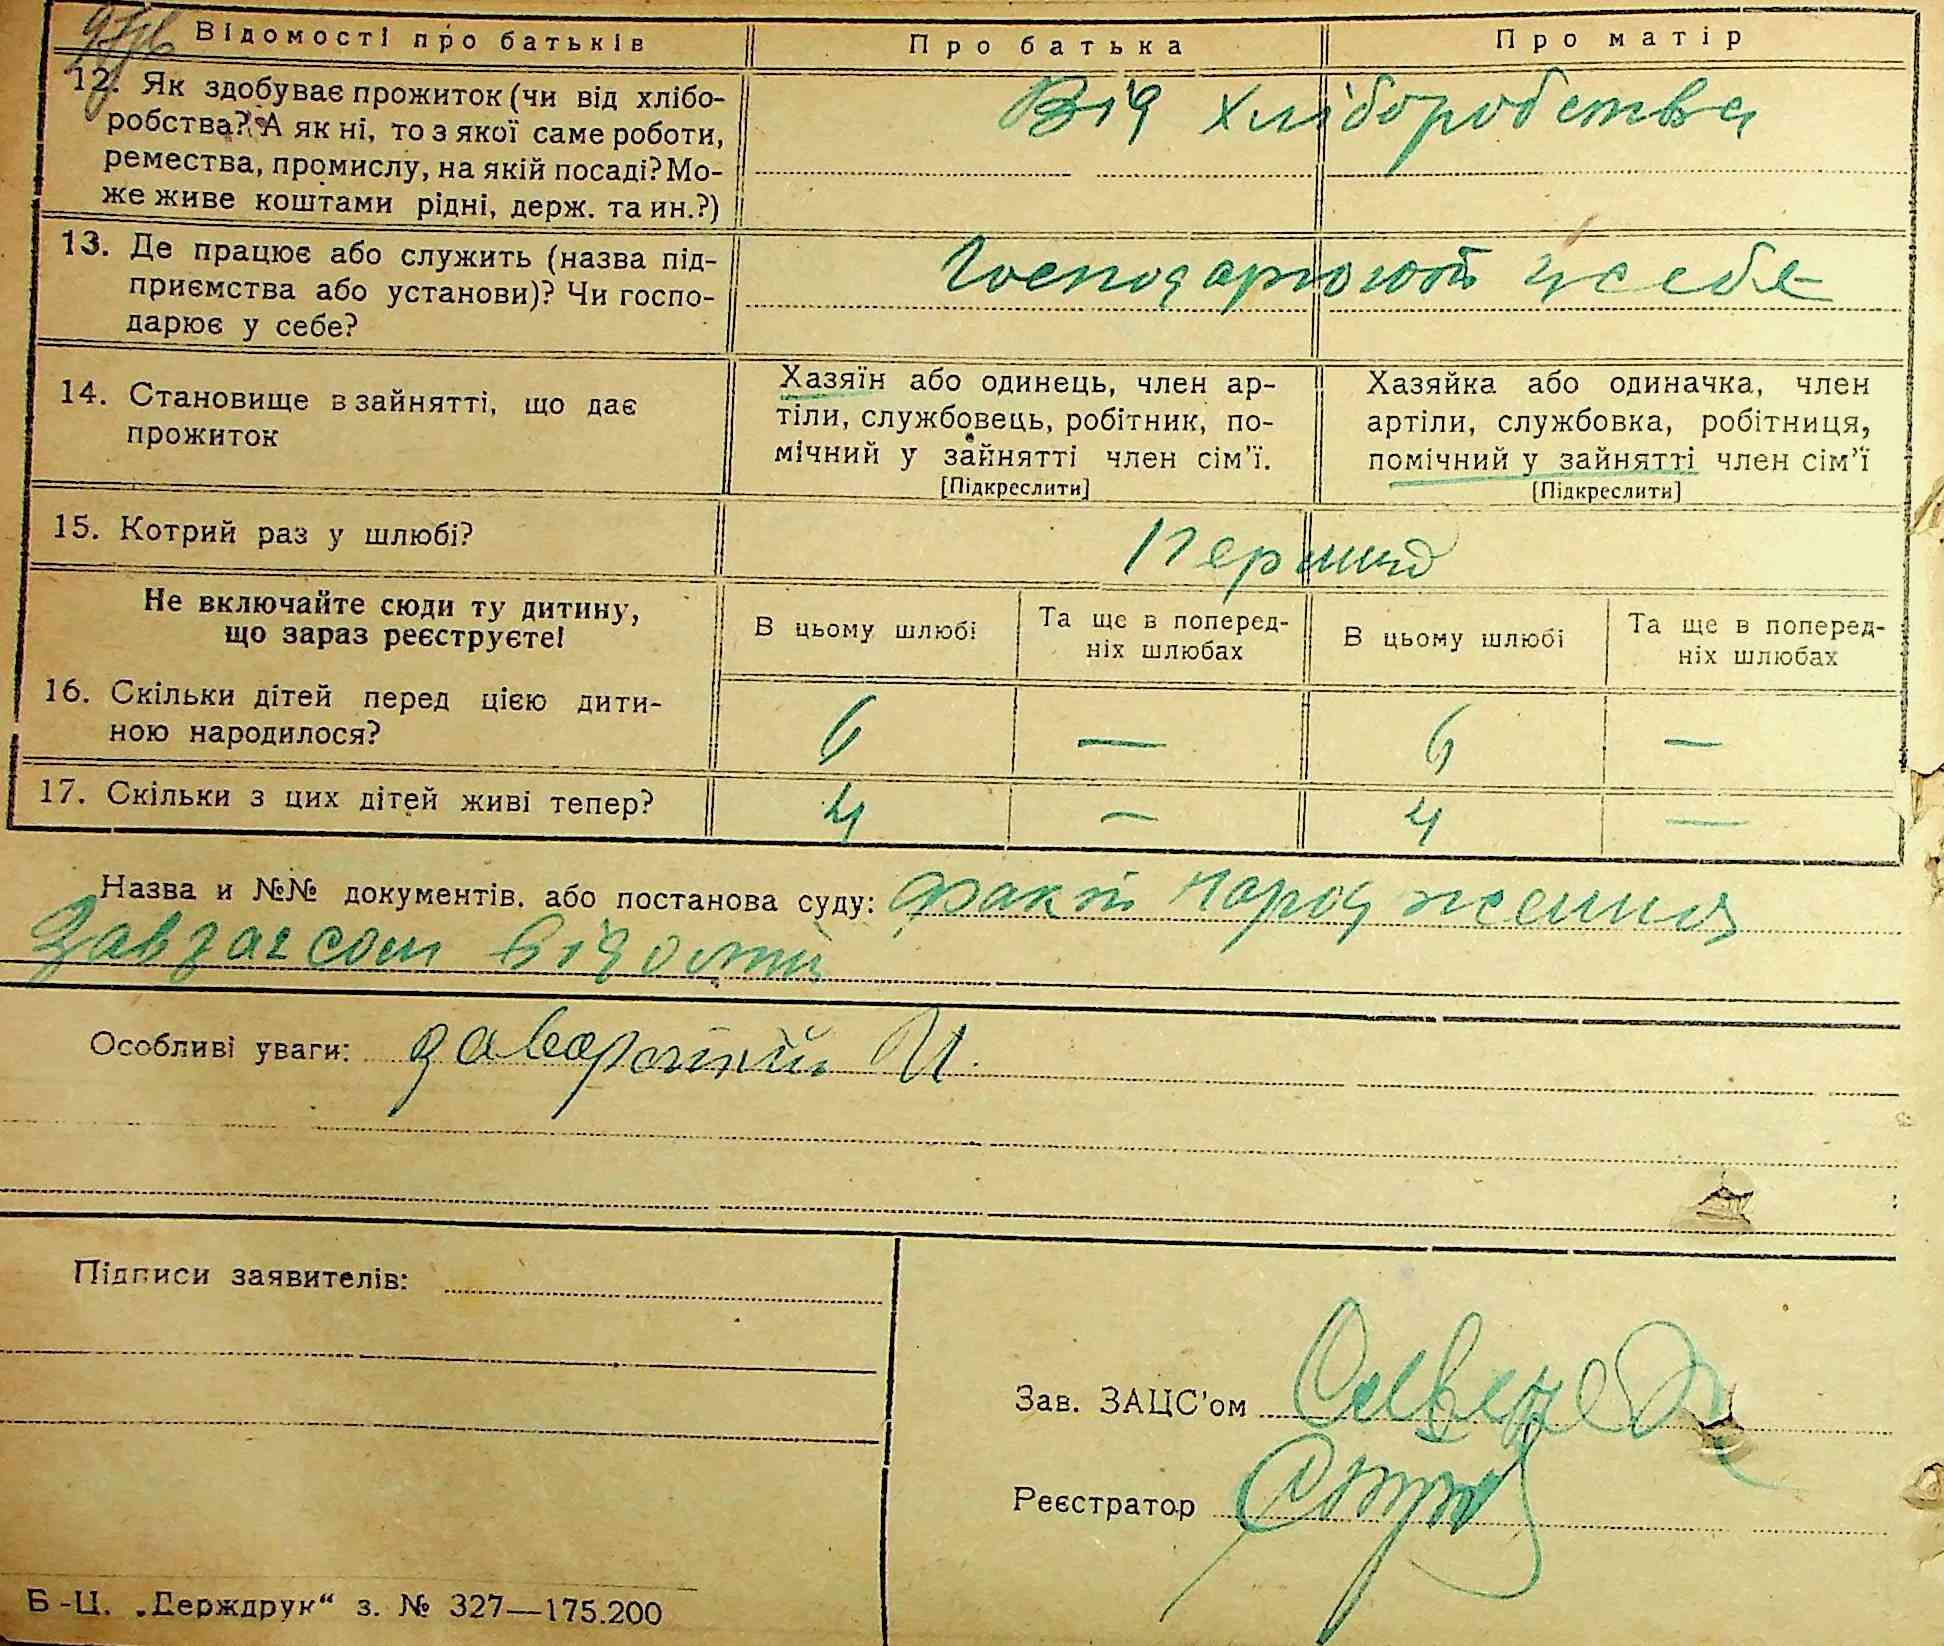 Відомості про батьків Про батька Про матір
12. Як здобуває прожиток (чи від хлібо-
робства? А як ні, то з якої саме роботи,
ремества, промислу, на якій посаді? Мо-
же живе коштами рідні, держ. та ин.?)
Від хліборобства
13. Де працює або служить (назва під-
приємства або установи)? Чи госпо-
дарює у себе?
Господарюють у себе
14. Становище в зайнятті, що дає
прожиток
Хазяїн або одинець, член ар-
тіли, службовець, робітник, по-
мічний у зайнятті член сім'ї.
[Підкреслити]
Хазяйка або одиначка, член
артіли, службовка, робітниця,
помічний у зайнятті член сім'ї
[Підкреслити]
15. Котрий раз у шлюбі?
Перший
Не включайте сюди ту дитину,
що зараз реєструєте!
В цьому шлюбі
Та ще в поперед-
ніх шлюбах
В цьому шлюбі
Та ще в поперед-
ніх шлюбах
16. Скільки дітей перед цією дити-
ною народилося?
6 — 6 —
17. Скільки з цих дітей живі тепер? 4 — 4 —
Назва и №№ документів. або постанова суду: факт народження
Завзагсом відомий
Особливі уваги:
Підписи заявителів:
Зав. ЗАЦС'ом
Реєстратор
Б-Ц. „Держдрук“ з. № 327—175.200